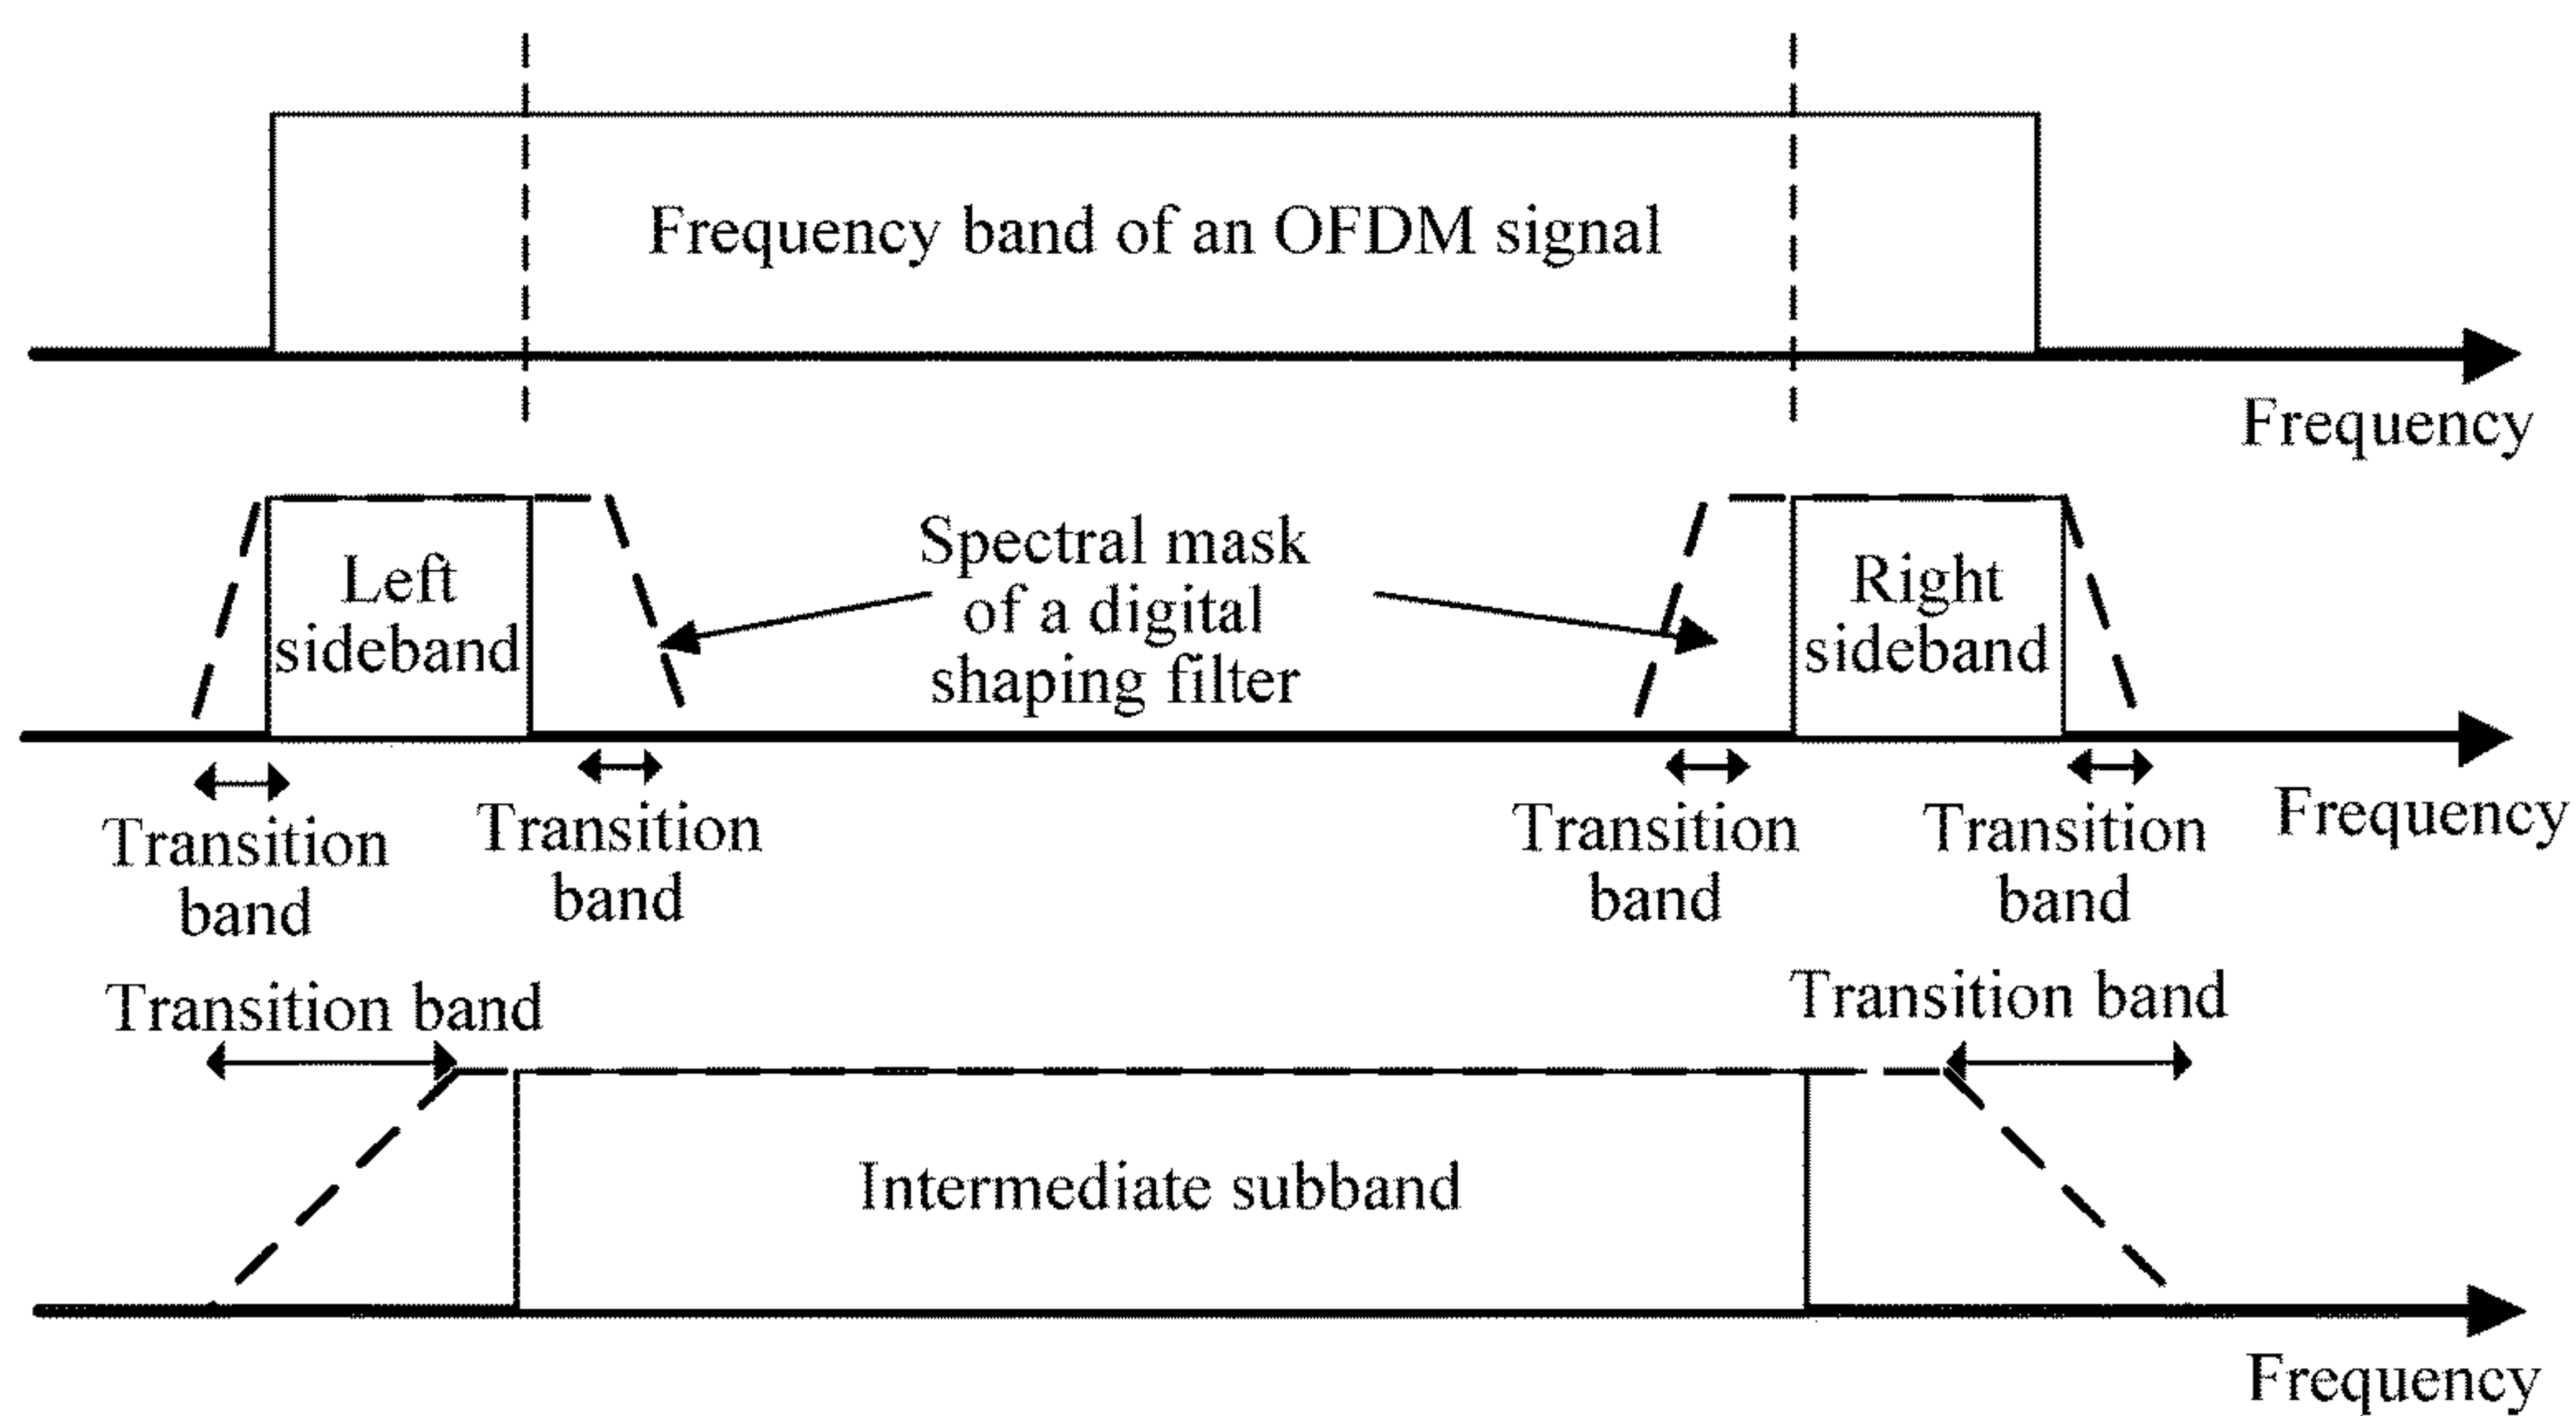 Frequency band of an OFDM signal
Frequency
Left
sideband
Spectral mask
of a digital
shaping filter
Right
sideband
Transition
band
Transition
band
Transition
band
Transition
band
Frequency
Transition band
Transition band
Intermediate subband
Frequency